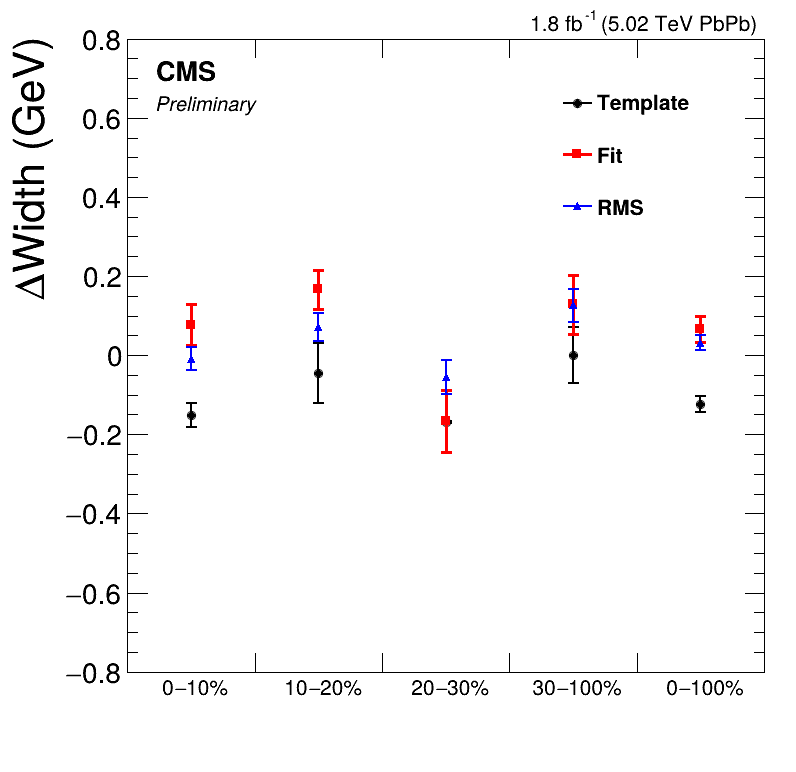 1.8 fb⁻¹ (5.02 TeV PbPb)
CMS
Preliminary
Template
Fit
RMS
ΔWidth (GeV)
0.8
0.6
0.4
0.2
0
−0.2
−0.4
−0.6
−0.8
0−10% 10−20% 20−30% 30−100% 0−100%